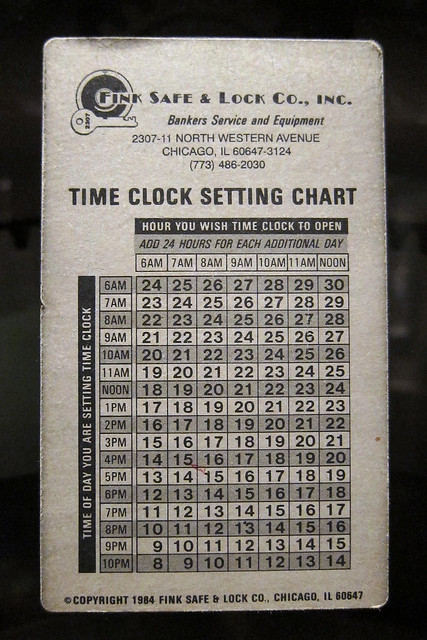 FINK SAFE & LOCK CO., INC.
2307
Bankers Service and Equipment
2307-11 NORTH WESTERN AVENUE
CHICAGO, IL 60647-3124
(773) 486-2030
TIME CLOCK SETTING CHART
HOUR YOU WISH TIME CLOCK TO OPEN
ADD 24 HOURS FOR EACH ADDITIONAL DAY
6AM 7AM 8AM 9AM 10AM 11AM NOON
TIME OF DAY YOU ARE SETTING TIME CLOCK
6AM 24 25 26 27 28 29 30
7AM 23 24 25 26 27 28 29
8AM 22 23 24 25 26 27 28
9AM 21 22 23 24 25 26 27
10AM 20 21 22 23 24 25 26
11AM 19 20 21 22 23 24 25
NOON 18 19 20 21 22 23 24
1PM 17 18 19 20 21 22 23
2PM 16 17 18 19 20 21 22
3PM 15 16 17 18 19 20 21
4PM 14 15 16 17 18 19 20
5PM 13 14 15 16 17 18 19
6PM 12 13 14 15 16 17 18
7PM 11 12 13 14 15 16 17
8PM 10 11 12 13 14 15 16
9PM 9 10 11 12 13 14 15
10PM 8 9 10 11 12 13 14
©COPYRIGHT 1984 FINK SAFE & LOCK CO., CHICAGO, IL 60647